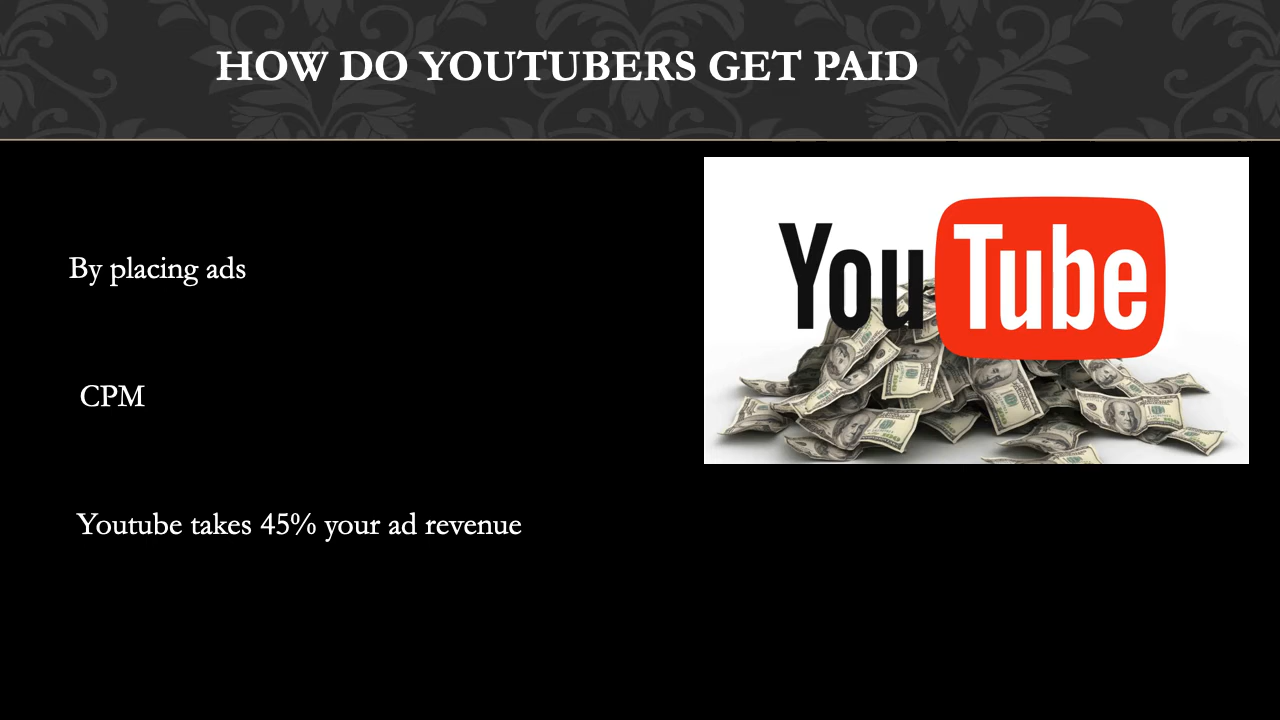 HOW DO YOUTUBERS GET PAID
By placing ads
YouTube
CPM
Youtube takes 45% your ad revenue